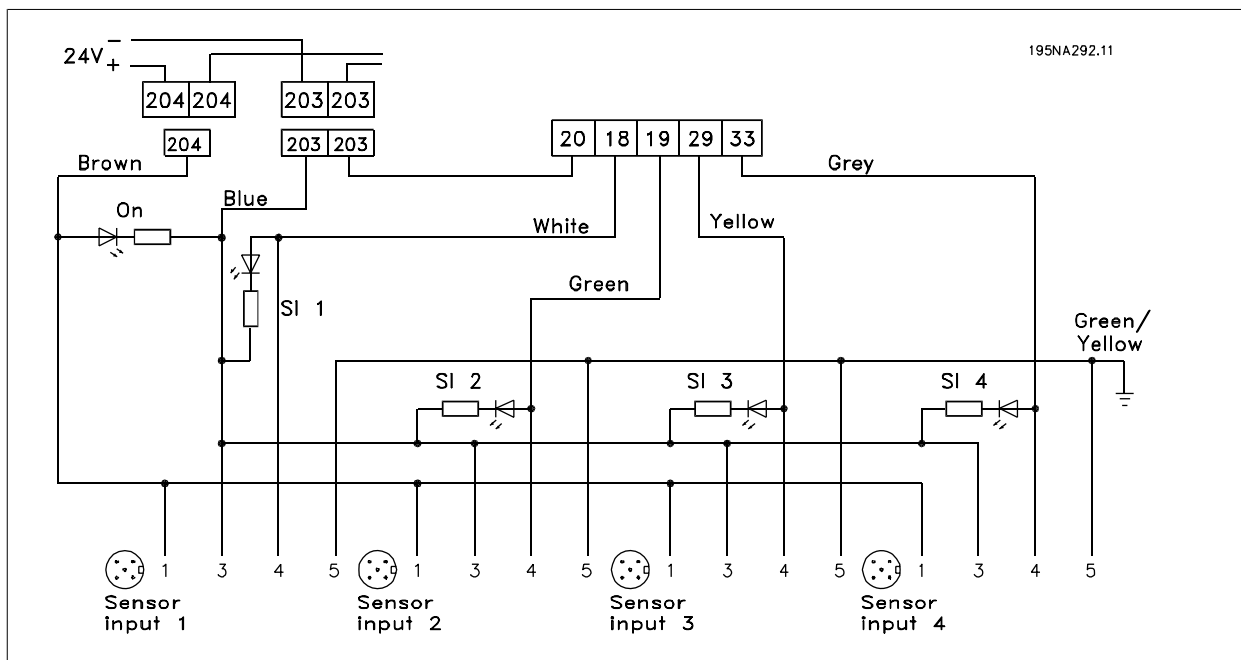 195NA292.11
24V − +
204 204 203 203
204 203 203
20 18 19 29 33
Brown
Grey
Blue
On
White
Yellow
Green
SI 1
Green/
Yellow
SI 2
SI 3
SI 4
1 3 4 5 1 3 4 5 1 3 4 5 1 3 4 5
Sensor
input 1
Sensor
input 2
Sensor
input 3
Sensor
input 4